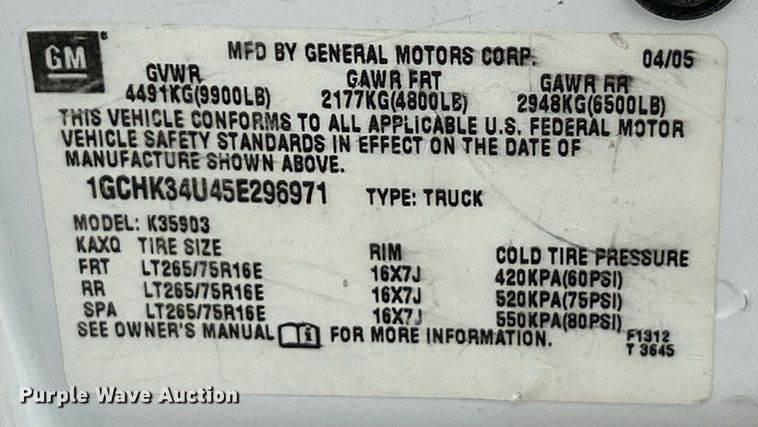 GM
MFD BY GENERAL MOTORS CORP. 04/05
GVWR GAWR FRT GAWR RR
4491KG(9900LB) 2177KG(4800LB) 2948KG(6500LB)
THIS VEHICLE CONFORMS TO ALL APPLICABLE U.S. FEDERAL MOTOR
VEHICLE SAFETY STANDARDS IN EFFECT ON THE DATE OF
MANUFACTURE SHOWN ABOVE.
1GCHK34U45E296971 TYPE: TRUCK
MODEL: K35903
KAXQ TIRE SIZE RIM COLD TIRE PRESSURE
FRT LT265/75R16E 16X7J 420KPA(60PSI)
RR LT265/75R16E 16X7J 520KPA(75PSI)
SPA LT265/75R16E 16X7J 550KPA(80PSI)
SEE OWNER'S MANUAL FOR MORE INFORMATION. F1312
T 3645
Purple Wave Auction